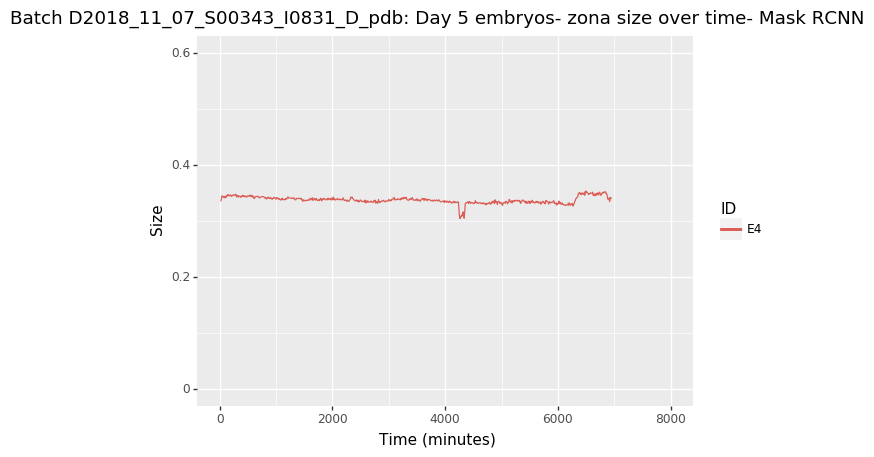 Batch D2018_11_07_S00343_I0831_D_pdb: Day 5 embryos- zona size over time- Mask RCNN
0.6
0.4
0.2
0
Size
0 2000 4000 6000 8000
Time (minutes)
ID
E4